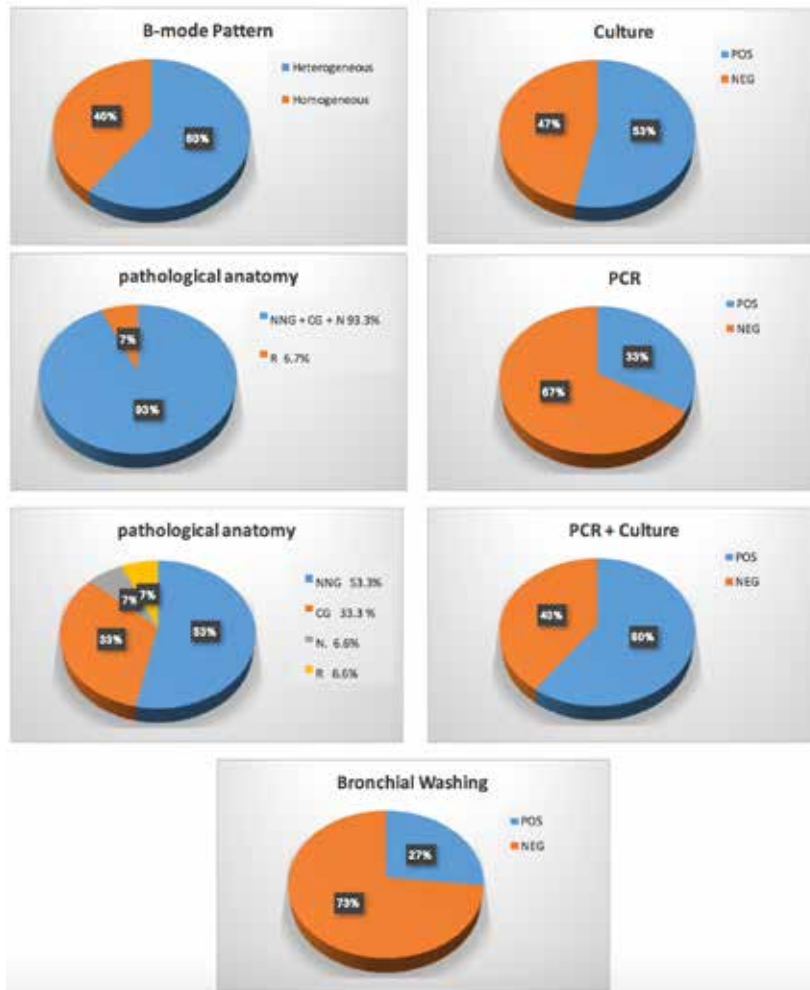 B-mode Pattern
Heterogeneous
Homogeneous
40%
60%
Culture
POS
NEG
47%
53%
pathological anatomy
NNG + CG + N 93.3%
R 6.7%
7%
93%
PCR
POS
NEG
33%
67%
pathological anatomy
NNG 53.3%
CG 33.3 %
N. 6.6%
R 6.6%
7%
7%
33%
53%
PCR + Culture
POS
NEG
40%
60%
Bronchial Washing
POS
NEG
27%
73%